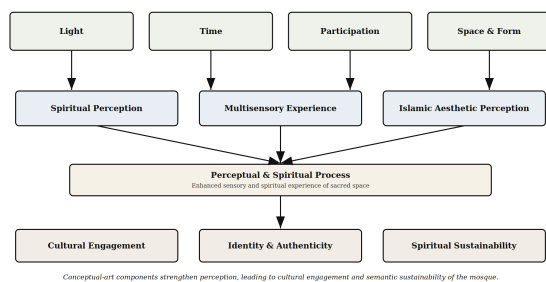 Light
Time
Participation
Space & Form
Spiritual Perception
Multisensory Experience
Islamic Aesthetic Perception
Perceptual & Spiritual Process
Enhanced sensory and spiritual experience of sacred space
Cultural Engagement
Identity & Authenticity
Spiritual Sustainability
Conceptual-art components strengthen perception, leading to cultural engagement and semantic sustainability of the mosque.